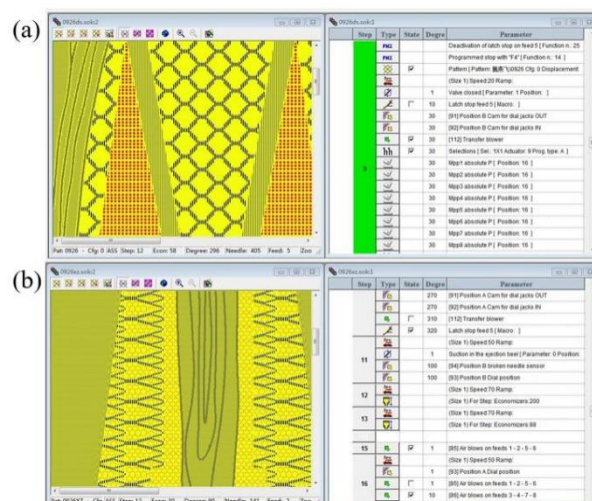 (a)
0926ds.solc2
Pat: 0926 - Cfg: 0 ASS Step: 12 Econ: 58 Degree: 296 Needle: 405 Feed: 5 Zoo
0926ds.solc1
Step Type State Degre Parameter
FN1 Deactivation of latch stop on feed 5 [ Function n.: 25
FN1 Programmed stop with "F4" [ Function n.: 14 ]
Pattern [ Pattern: \0926 Cfg: 0 Displacement:
(Size 1) Speed:20 Ramp:
1 Valve closed [ Parameter: 1 Position: ]
10 Latch stop feed 5 [ Macro: ]
30 [91] Position B Cam for dial jacks OUT
30 [92] Position B Cam for dial jacks IN
30 [112] Transfer blower
30 Selections [ Sel.: 1X1 Actuator: 8 Prog. type: A ]
30 Mpp1 absolute P [ Position: 16 ]
30 Mpp2 absolute P [ Position: 16 ]
30 Mpp3 absolute P [ Position: 16 ]
30 Mpp4 absolute P [ Position: 16 ]
30 Mpp5 absolute P [ Position: 16 ]
30 Mpp6 absolute P [ Position: 16 ]
30 Mpp7 absolute P [ Position: 16 ]
30 Mpp8 absolute P [ Position: 16 ]
(b)
Step Type State Degre Parameter
270 [91] Position A Cam for dial jacks OUT
270 [92] Position A Cam for dial jacks IN
310 [112] Transfer blower
320 Latch stop feed 5 [ Macro: ]
(Size 1) Speed:50 Ramp:
11 1 Suction in the ejection heel [ Parameter: 0 Position:
100 [94] Position B broken needle sensor
100 [93] Position B Dial position
12 (Size 1) Speed:70 Ramp:
(Size 1) For Step: Economizers:200
13 (Size 1) Speed:70 Ramp:
(Size 1) For Step: Economizers:88
15 1 [85] Air blows on feeds 1 - 2 - 5 - 6
(Size 1) Speed:50 Ramp:
1 [93] Position A Dial position
16 1 [85] Air blows on feeds 1 - 2 - 5 - 6
10 [86] Air blows on feeds 3 - 4 - 7 - 8